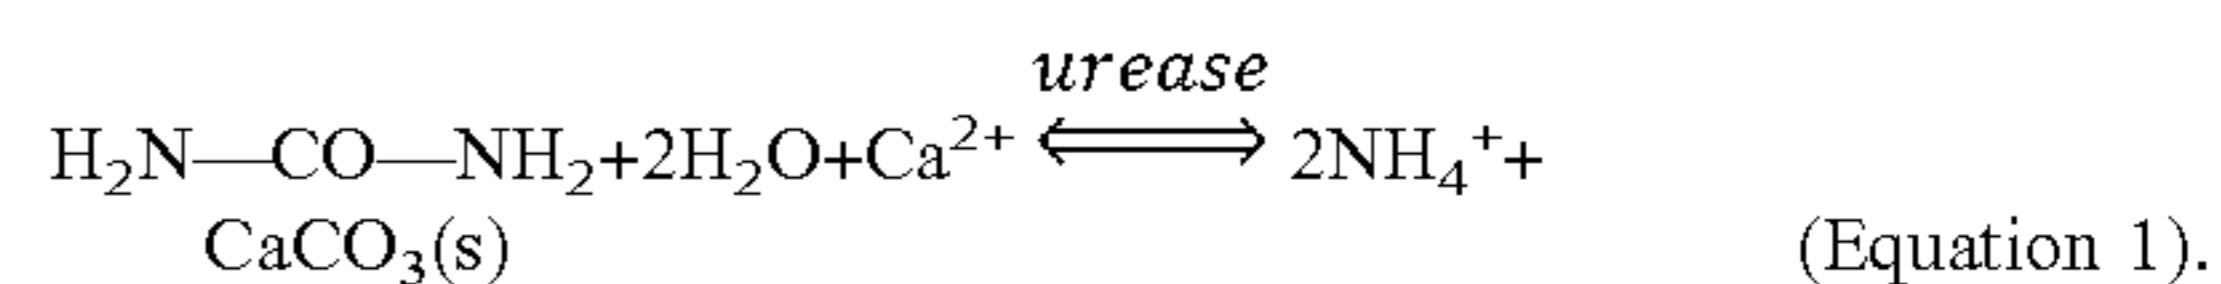 urease
H₂N—CO—NH₂+2H₂O+Ca²⁺ ⟺ 2NH₄⁺+
CaCO₃(s) (Equation 1).